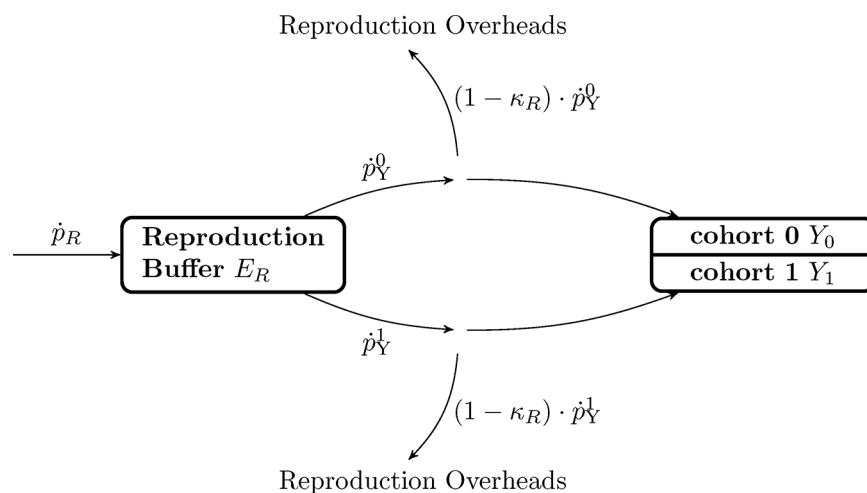 Reproduction Overheads
(1 − κ_R) · ṗ_Y^0
ṗ_Y^0
ṗ_R
Reproduction
Buffer E_R
cohort 0 Y_0
cohort 1 Y_1
ṗ_Y^1
(1 − κ_R) · ṗ_Y^1
Reproduction Overheads